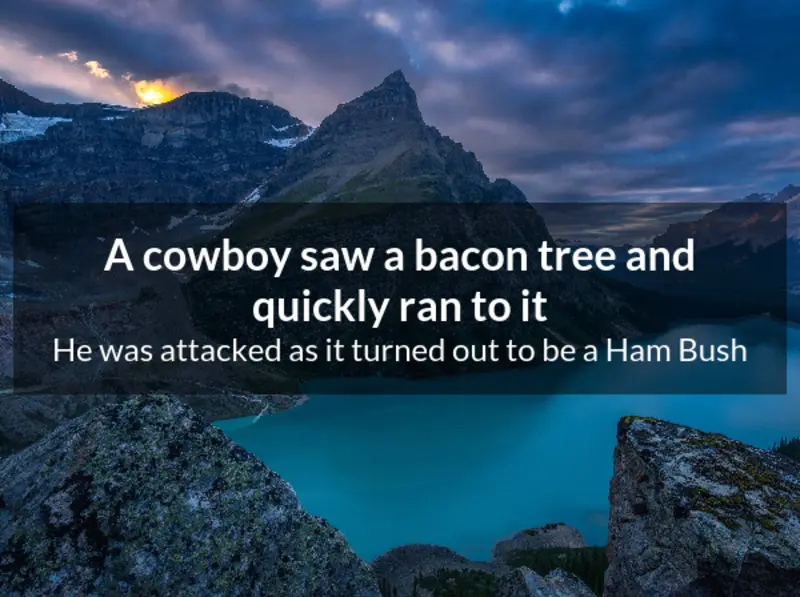 A cowboy saw a bacon tree and
quickly ran to it
He was attacked as it turned out to be a Ham Bush